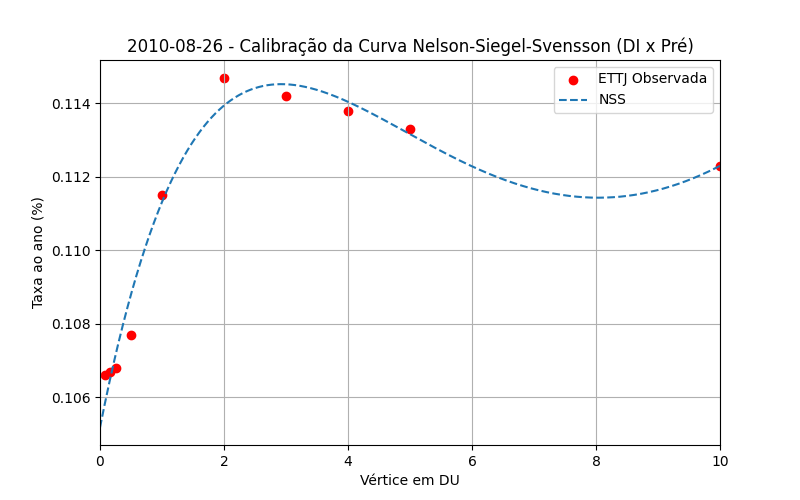 2010-08-26 - Calibração da Curva Nelson-Siegel-Svensson (DI x Pré)
ETTJ Observada
NSS
0.114
0.112
0.110
0.108
0.106
Taxa ao ano (%)
0 2 4 6 8 10
Vértice em DU